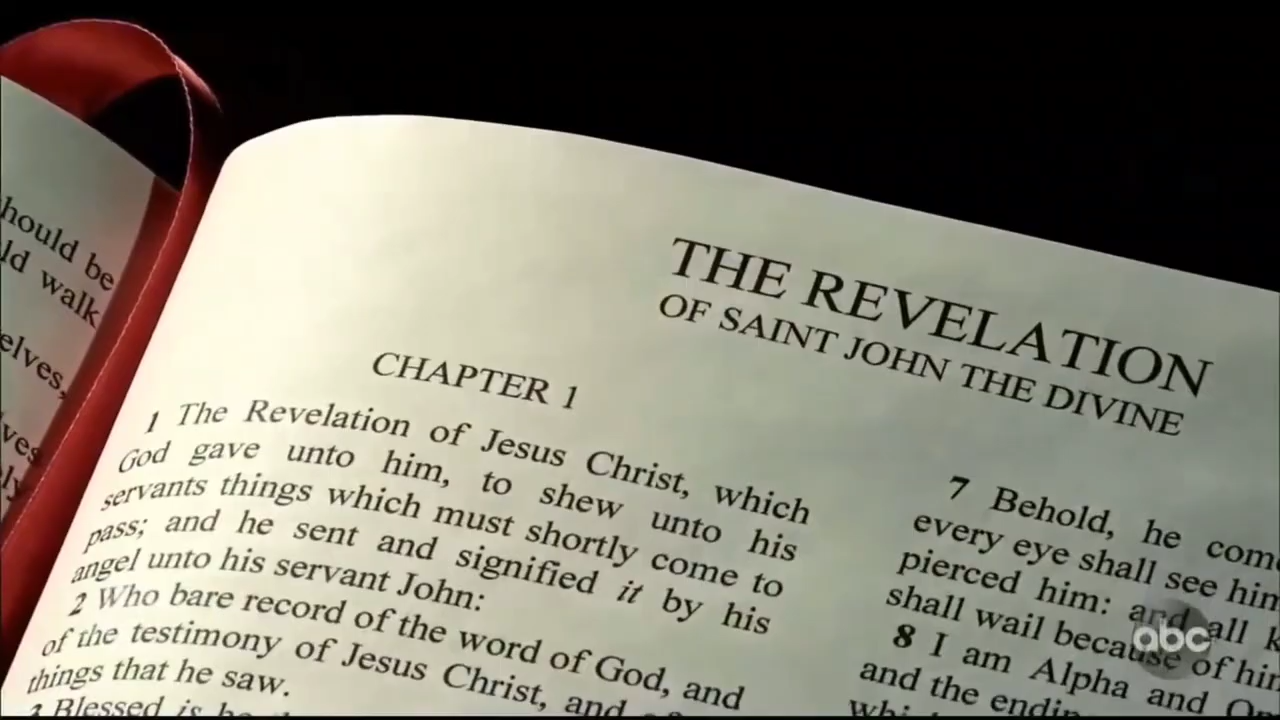 hould be
ld walk
elves,
THE REVELATION
OF SAINT JOHN THE DIVINE
CHAPTER 1
1 The Revelation of Jesus Christ, which
God gave unto him, to shew unto his
servants things which must shortly come to
pass; and he sent and signified it by his
angel unto his servant John:
2 Who bare record of the word of God, and
of the testimony of Jesus Christ, and
things that he saw.
3 Blessed is
7 Behold, he com
every eye shall see him
pierced him: and all k
shall wail because of him
8 I am Alpha and
and the endin
abc